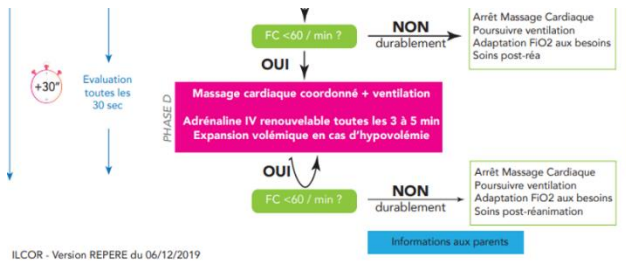 FC <60 / min ?
NON
durablement
Arrêt Massage Cardiaque
Poursuivre ventilation
Adaptation FiO2 aux besoins
Soins post-réa
OUI
+30"
Evaluation
toutes les
30 sec
PHASE D
Massage cardiaque coordonné + ventilation
Adrénaline IV renouvelable toutes les 3 à 5 min
Expansion volémique en cas d'hypovolémie
OUI
FC <60 / min ?
NON
durablement
Arrêt Massage Cardiaque
Poursuivre ventilation
Adaptation FiO2 aux besoins
Soins post-réanimation
Informations aux parents
ILCOR - Version REPERE du 06/12/2019